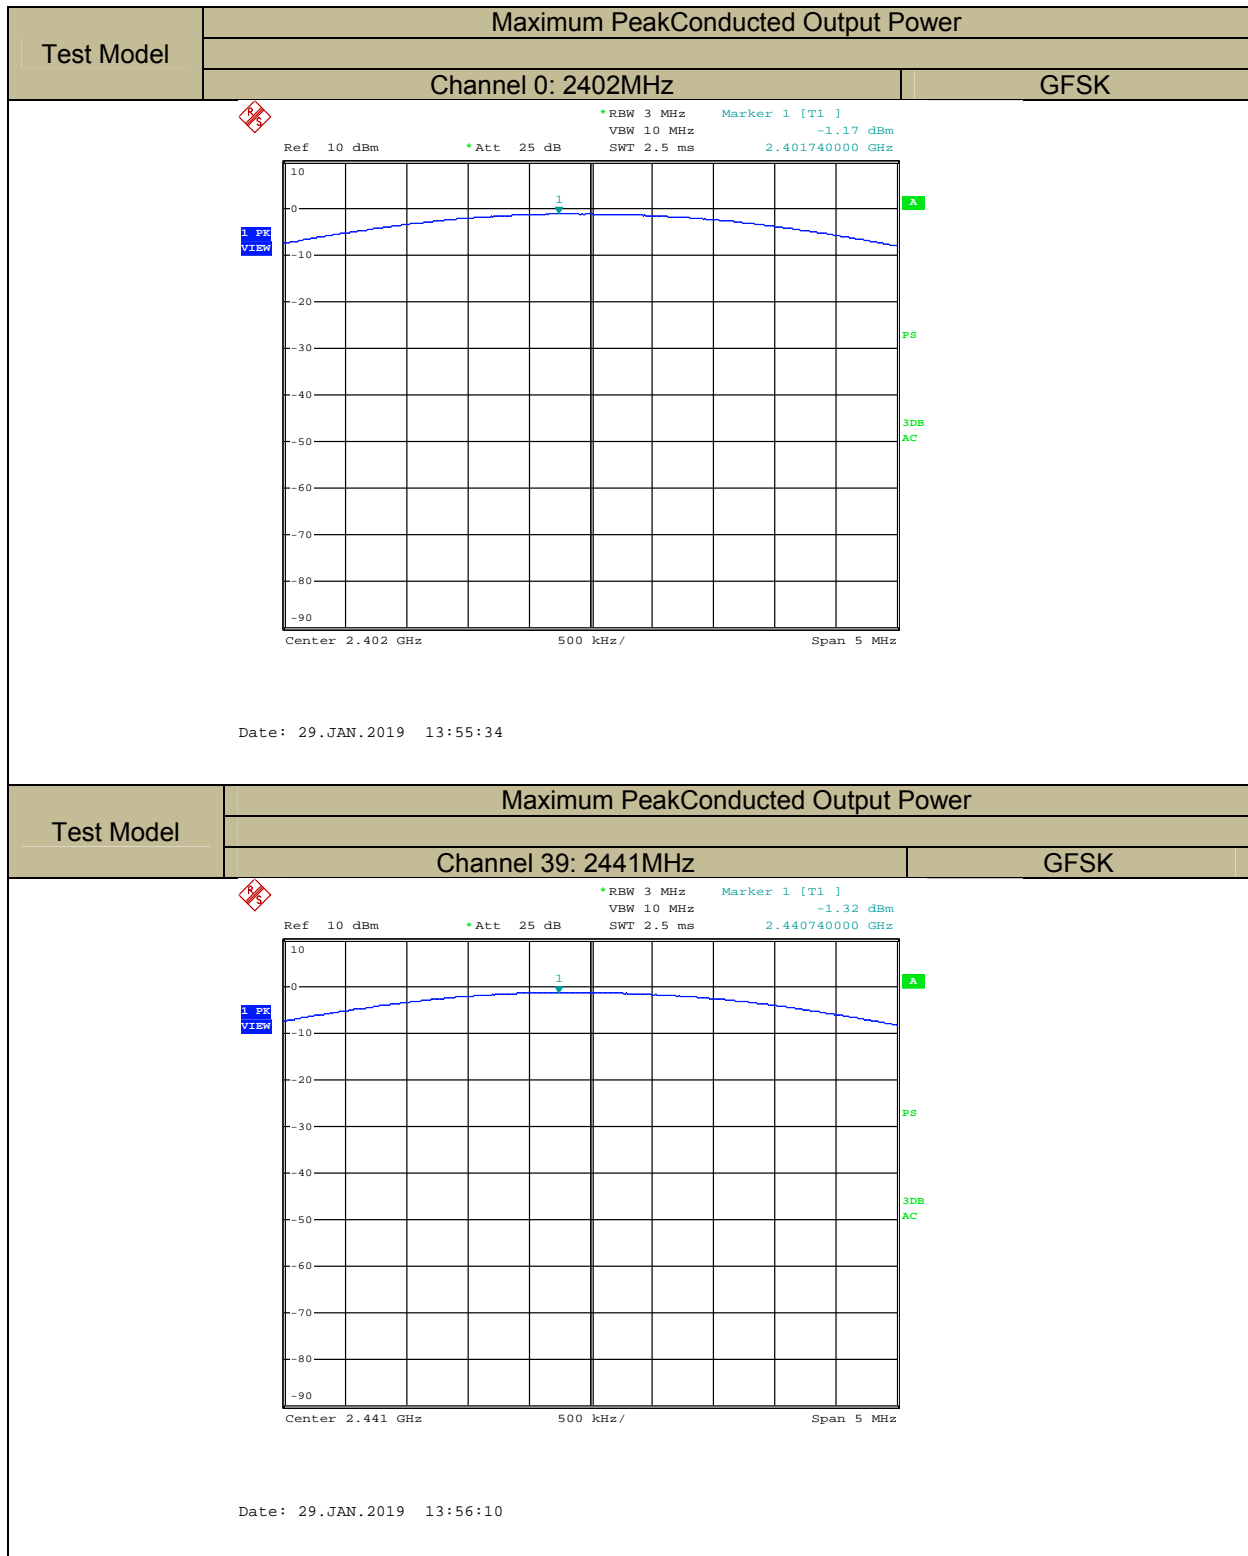 Test Model
Maximum PeakConducted Output Power
Channel 0: 2402MHz GFSK
R S
*RBW 3 MHz Marker 1 [T1 ]
VBW 10 MHz -1.17 dBm
Ref 10 dBm *Att 25 dB SWT 2.5 ms 2.401740000 GHz
10
1
0
A
1 PK
VIEW
-10
-20
-30
PS
-40
3DB
-50
AC
-60
-70
-80
-90
Center 2.402 GHz 500 kHz/ Span 5 MHz
Date: 29.JAN.2019 13:55:34
Test Model
Maximum PeakConducted Output Power
Channel 39: 2441MHz GFSK
R S
*RBW 3 MHz Marker 1 [T1 ]
VBW 10 MHz -1.32 dBm
Ref 10 dBm *Att 25 dB SWT 2.5 ms 2.440740000 GHz
10
1
0
A
1 PK
VIEW
-10
-20
-30
PS
-40
3DB
-50
AC
-60
-70
-80
-90
Center 2.441 GHz 500 kHz/ Span 5 MHz
Date: 29.JAN.2019 13:56:10